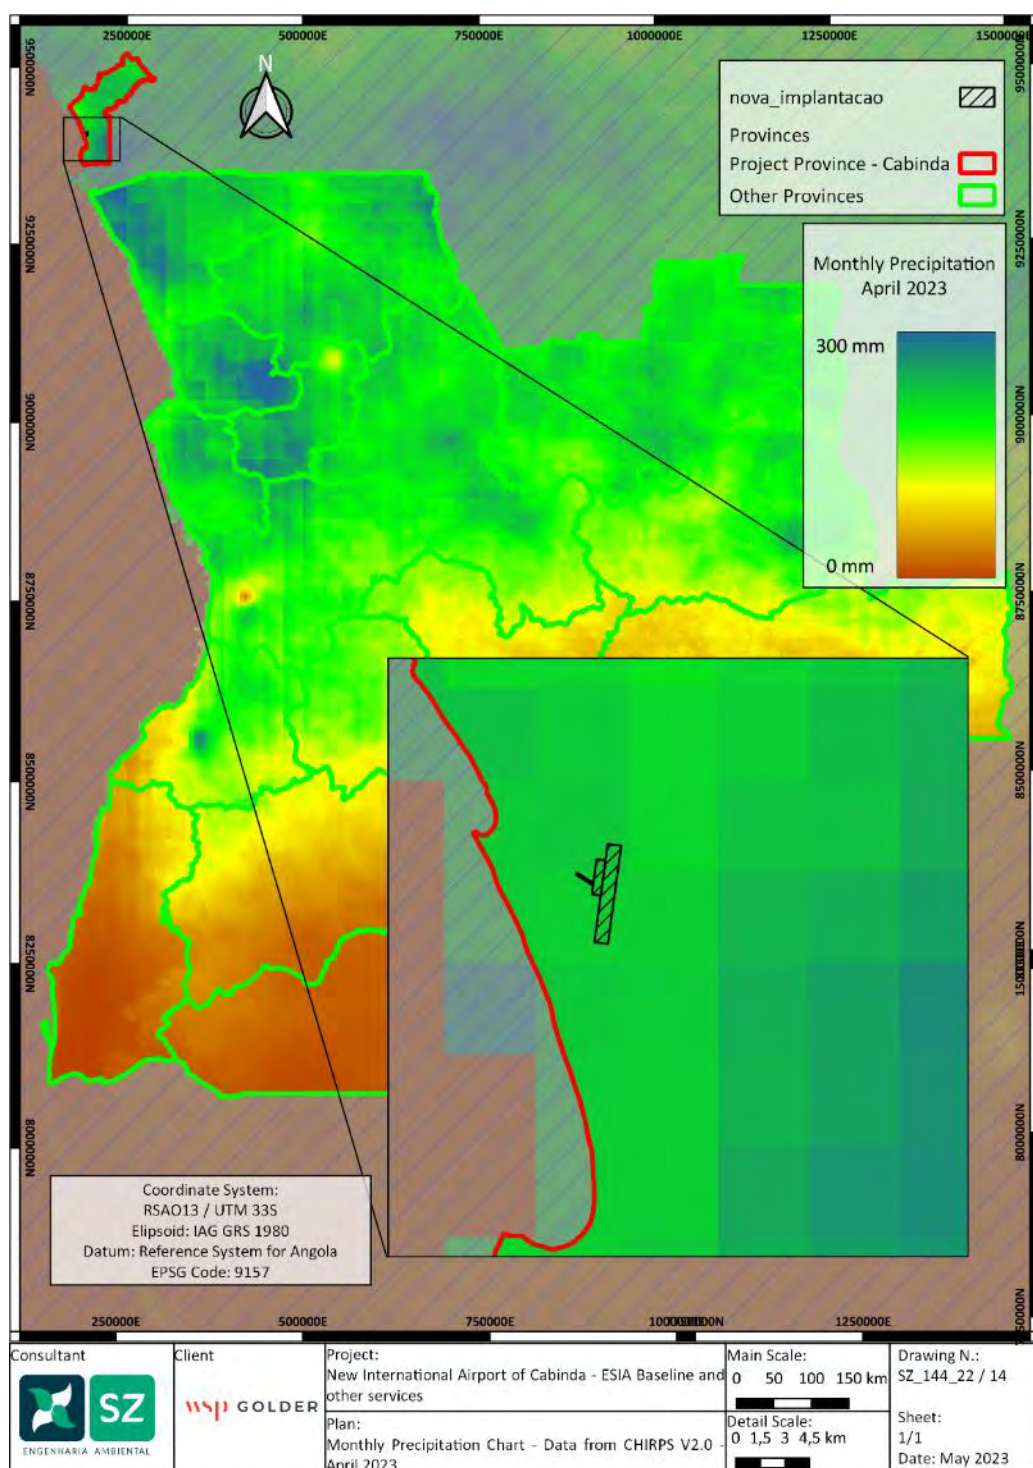 250000E 500000E 750000E 1000000E 1250000E 1500000E
9500000N 9500000N
N
nova_implantacao
Provinces
Project Province - Cabinda
Other Provinces
9250000N 9250000N
Monthly Precipitation
April 2023
300 mm
0 mm
9000000N 9000000N
8750000N 8750000N
8500000N 8500000N
8250000N
8000000N 8000000N
Coordinate System:
RSAO13 / UTM 33S
Elipsoid: IAG GRS 1980
Datum: Reference System for Angola
EPSG Code: 9157
250000E 500000E 750000E 1250000E
Consultant
SZ
ENGENHARIA AMBIENTAL
Client
wsp GOLDER
Project:
New International Airport of Cabinda - ESIA Baseline and
other services
Plan:
Monthly Precipitation Chart - Data from CHIRPS V2.0 -
April 2023
Main Scale:
0 50 100 150 km
Detail Scale:
0 1,5 3 4,5 km
Drawing N.:
SZ_144_22 / 14
Sheet:
1/1
Date: May 2023